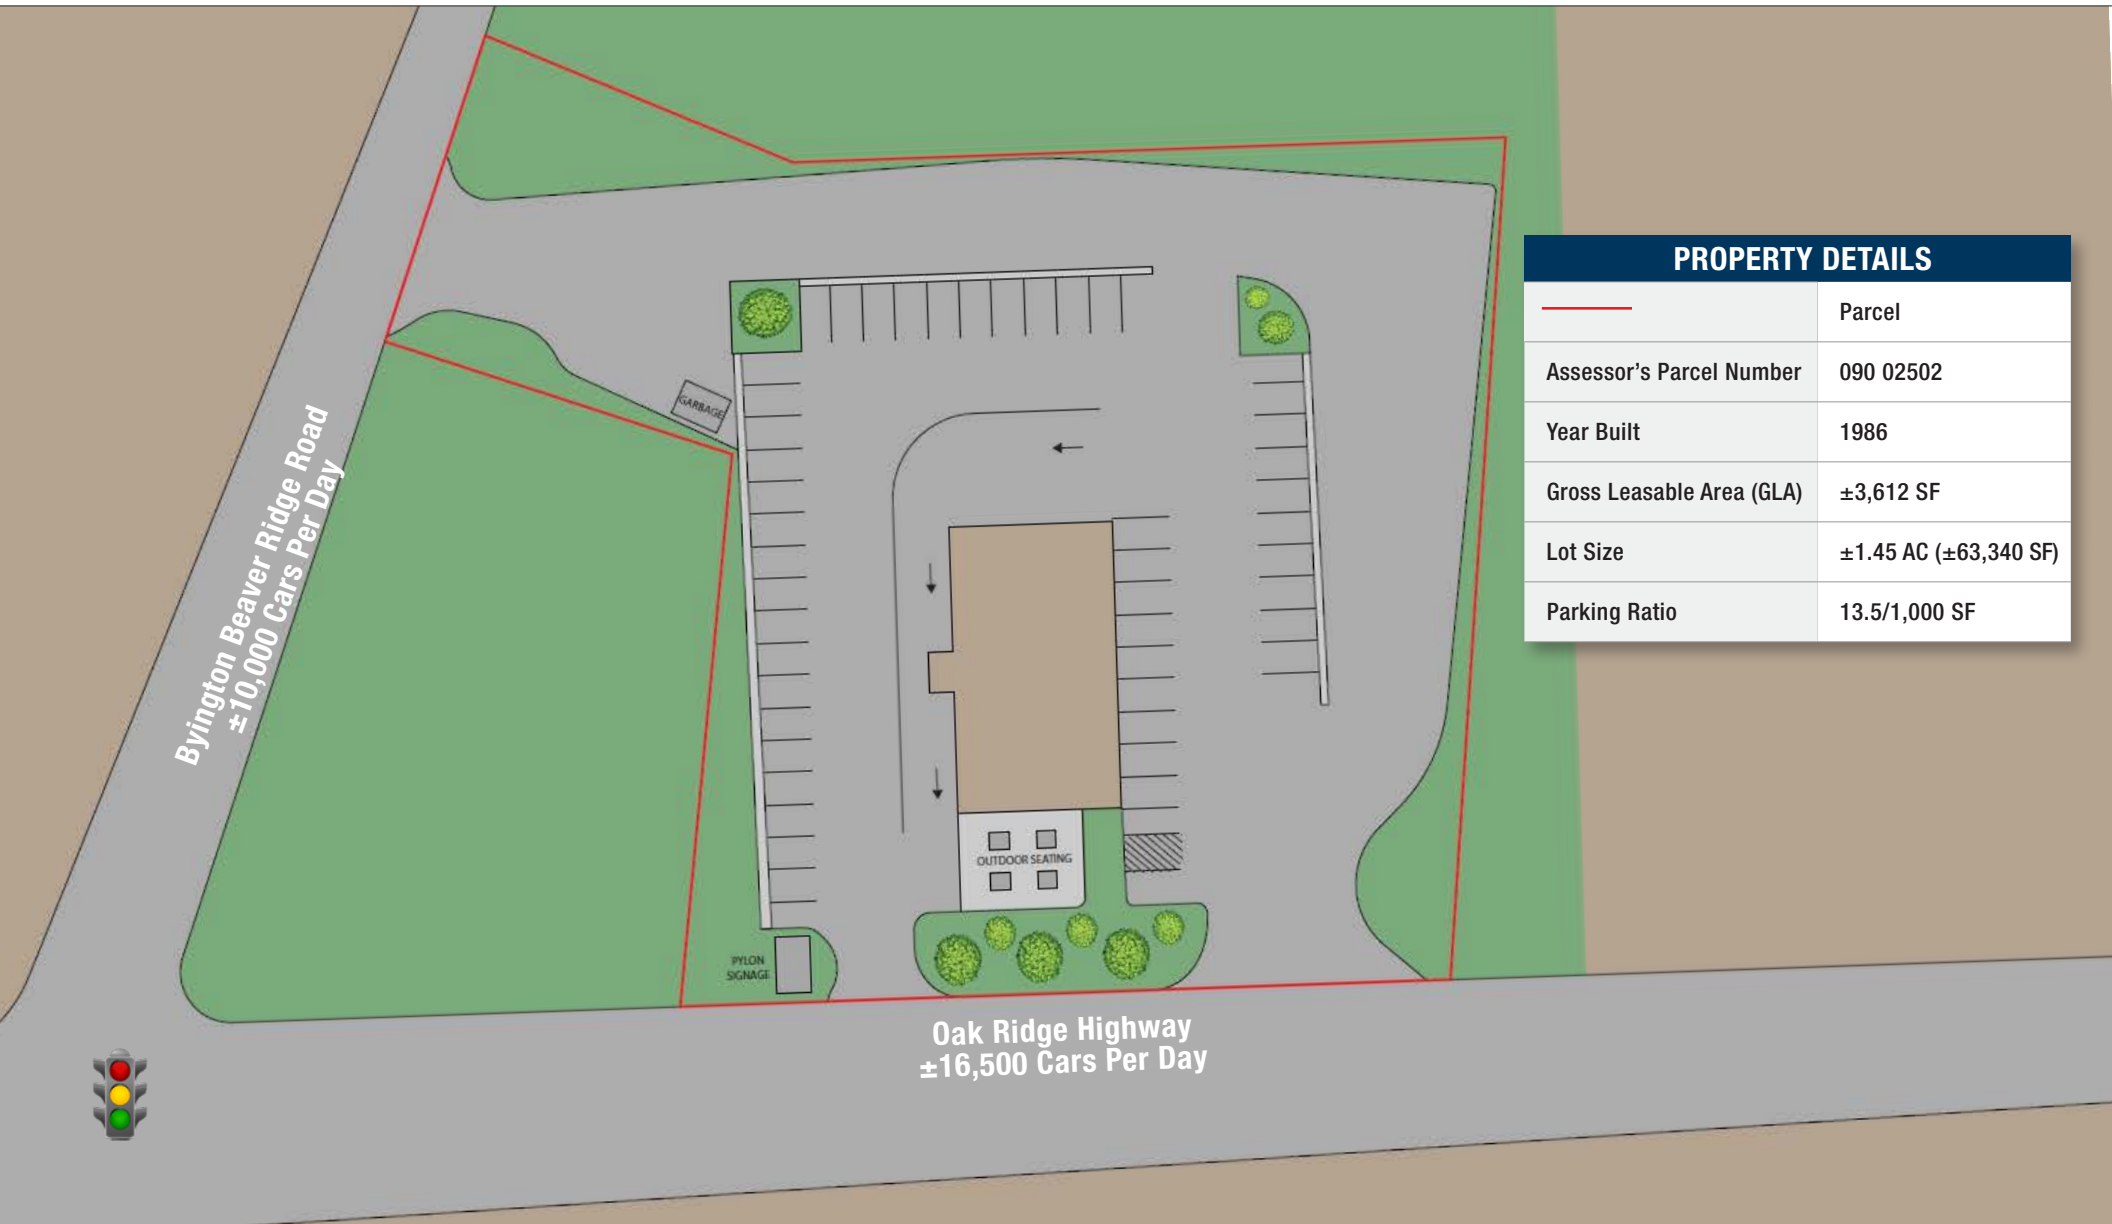 PROPERTY DETAILS
Parcel
Assessor's Parcel Number 090 02502
Year Built 1986
Gross Leasable Area (GLA) ±3,612 SF
Lot Size ±1.45 AC (±63,340 SF)
Parking Ratio 13.5/1,000 SF
GARBAGE
Byington Beaver Ridge Road
±10,000 Cars Per Day
OUTDOOR SEATING
PYLON
SIGNAGE
Oak Ridge Highway
±16,500 Cars Per Day